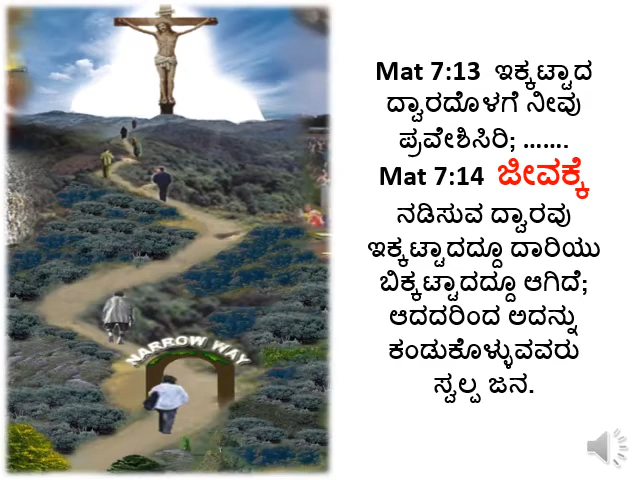 NARROW WAY
Mat 7:13 ಇಕ್ಕಟ್ಟಾದ
ದ್ವಾರದೊಳಗೆ ನೀವು
ಪ್ರವೇಶಿಸಿರಿ; .......
Mat 7:14 ಜೀವಕ್ಕೆ
ನಡಿಸುವ ದ್ವಾರವು
ಇಕ್ಕಟ್ಟಾದದ್ದೂ ದಾರಿಯು
ಬಿಕ್ಕಟ್ಟಾದದ್ದೂ ಆಗಿದೆ;
ಆದದರಿಂದ ಅದನ್ನು
ಕಂಡುಕೊಳ್ಳುವವರು
ಸ್ವಲ್ಪ ಜನ.